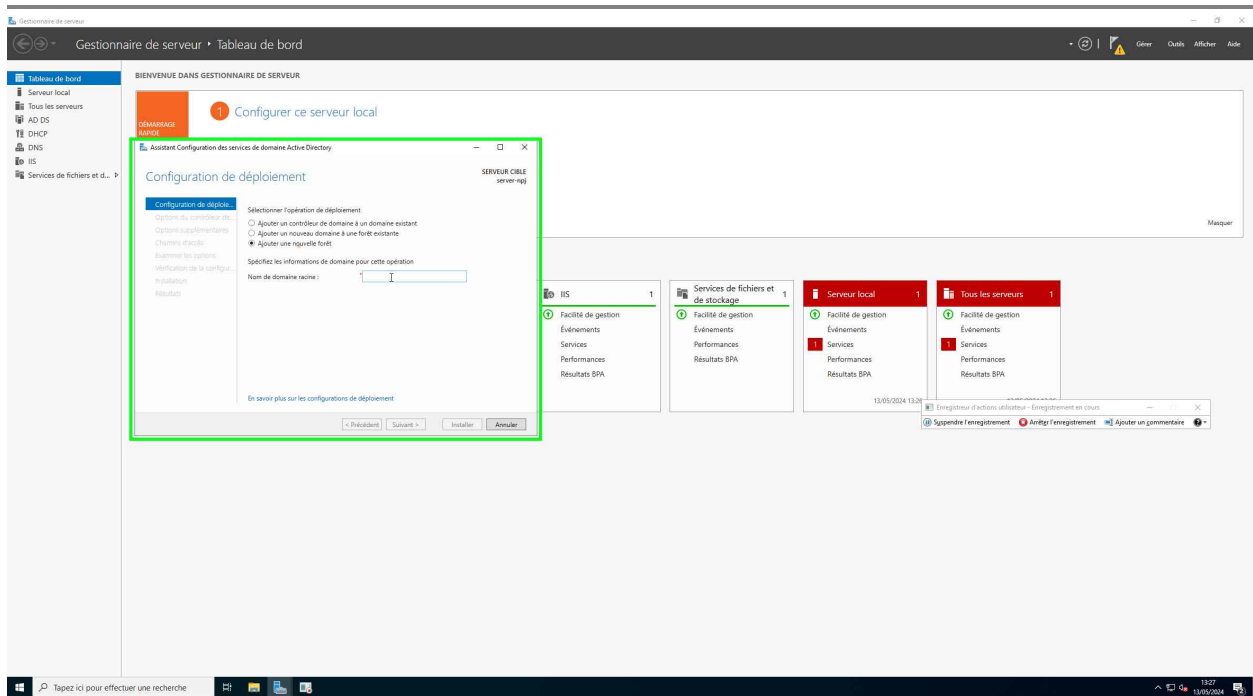 Gestionnaire de serveur
Gestionnaire de serveur • Tableau de bord
Gérer Outils Afficher Aide
Tableau de bord
Serveur local
Tous les serveurs
AD DS
DHCP
DNS
IIS
Services de fichiers et d...
BIENVENUE DANS GESTIONNAIRE DE SERVEUR
DÉMARRAGE
RAPIDE
1 Configurer ce serveur local
Masquer
Assistant Configuration des services de domaine Active Directory
Configuration de déploiement
SERVEUR CIBLE
server-npj
Configuration de déploie...
Options du contrôleur de...
Options supplémentaires
Chemins d'accès
Examiner les options
Vérification de la configur...
Installation
Résultats
Sélectionner l'opération de déploiement
Ajouter un contrôleur de domaine à un domaine existant
Ajouter un nouveau domaine à une forêt existante
Ajouter une nouvelle forêt
Spécifiez les informations de domaine pour cette opération
Nom de domaine racine : *
En savoir plus sur les configurations de déploiement
< Précédent Suivant > Installer Annuler
IIS 1
Facilité de gestion
Événements
Services
Performances
Résultats BPA
Services de fichiers et
de stockage 1
Facilité de gestion
Événements
Performances
Résultats BPA
Serveur local 1
Facilité de gestion
Événements
1 Services
Performances
Résultats BPA
13/05/2024 13:26
Tous les serveurs 1
Facilité de gestion
Événements
1 Services
Performances
Résultats BPA
Enregistreur d'actions utilisateur - Enregistrement en cours
Suspendre l'enregistrement Arrêter l'enregistrement Ajouter un commentaire
Tapez ici pour effectuer une recherche
13:27
13/05/2024